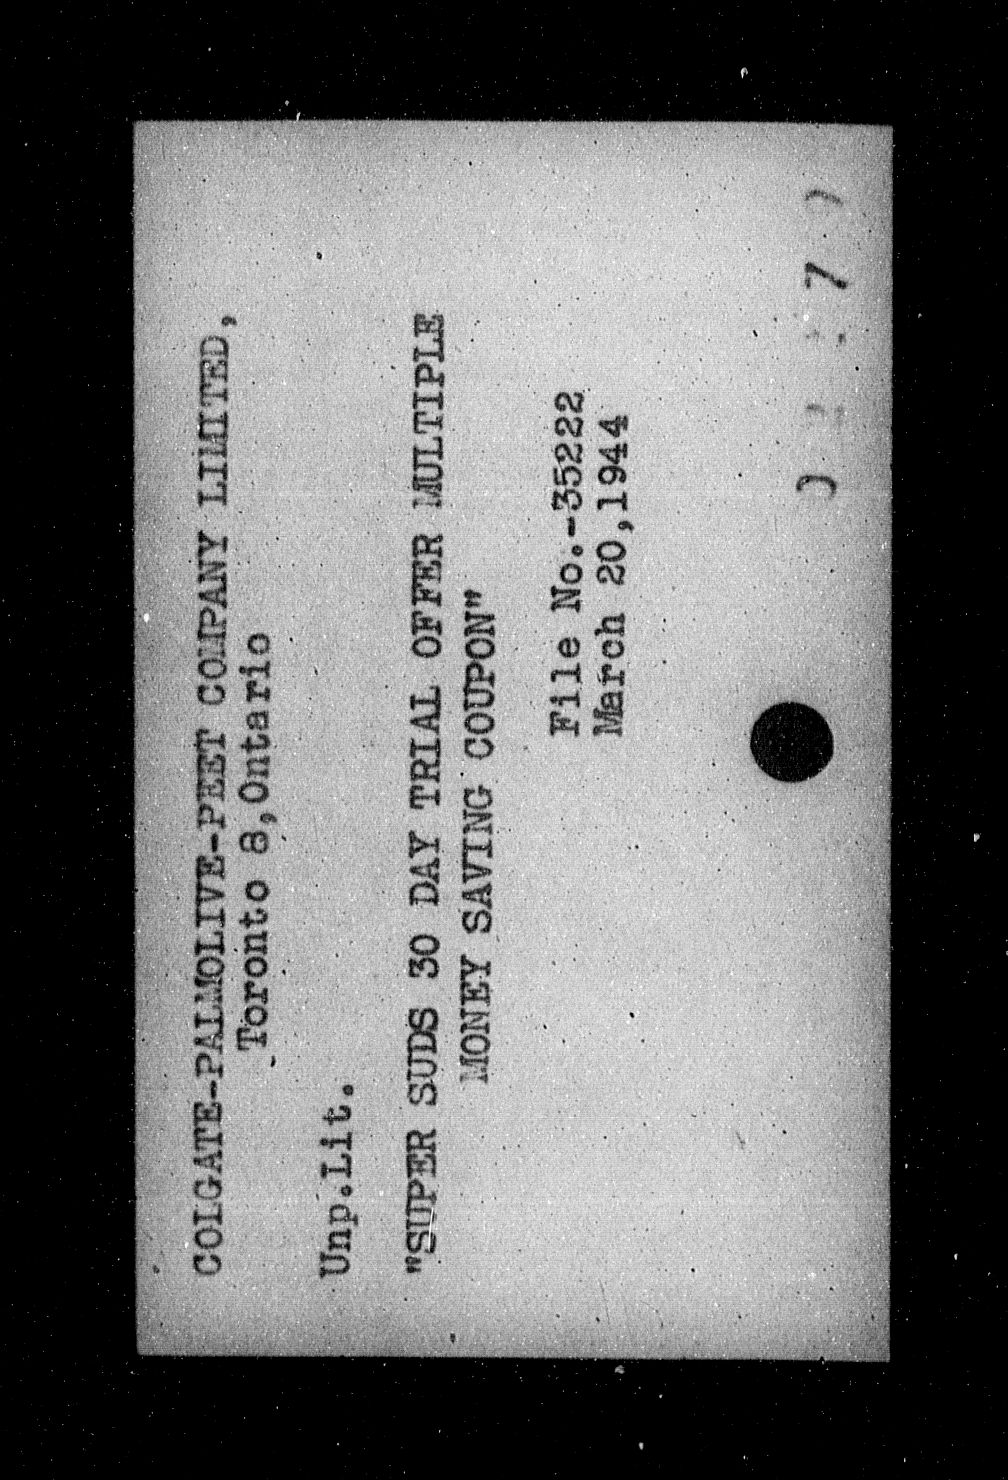 COLGATE-PALMOLIVE-PEET COMPANY LIMITED,
Toronto 8,Ontario
Unp.Lit.
"SUPER SUDS 30 DAY TRIAL OFFER MULTIPLE
MONEY SAVING COUPON"
File No.-35222
March 20,1944